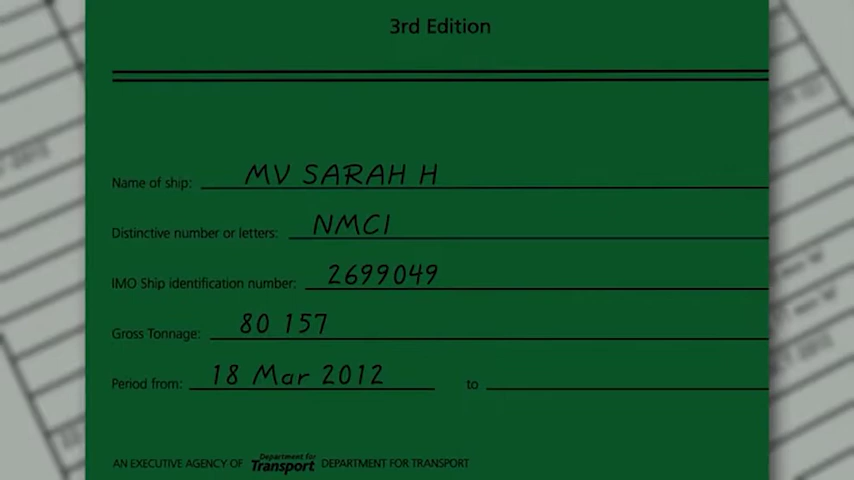 3rd Edition
Name of ship: MV SARAH H
Distinctive number or letters: NMCI
IMO Ship identification number: 2699049
Gross Tonnage: 80 157
Period from: 18 Mar 2012 to
AN EXECUTIVE AGENCY OF Department for Transport DEPARTMENT FOR TRANSPORT